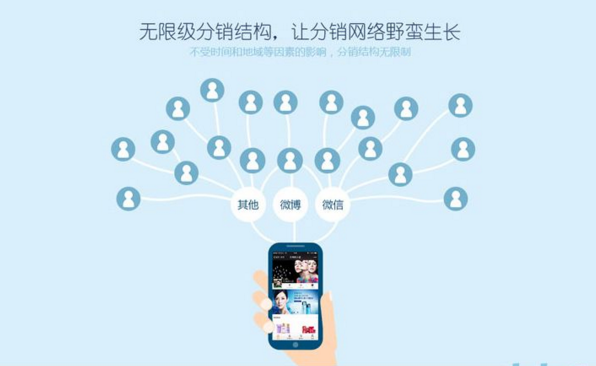 无限级分销结构，让分销网络野蛮生长
不受时间和地域等因素的影响，分销结构无限制
其他
微博
微信